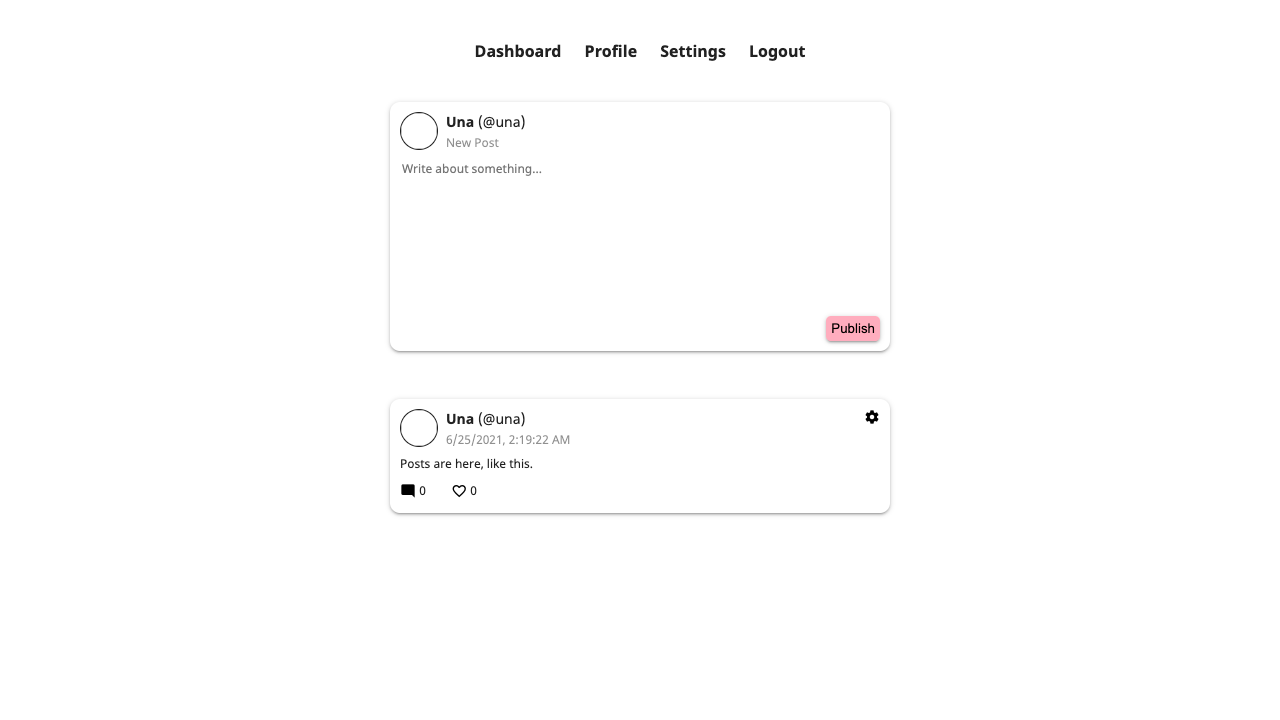 Dashboard Profile Settings Logout
Una (@una)
New Post
Write about something...
Publish
Una (@una)
6/25/2021, 2:19:22 AM
Posts are here, like this.
0 0